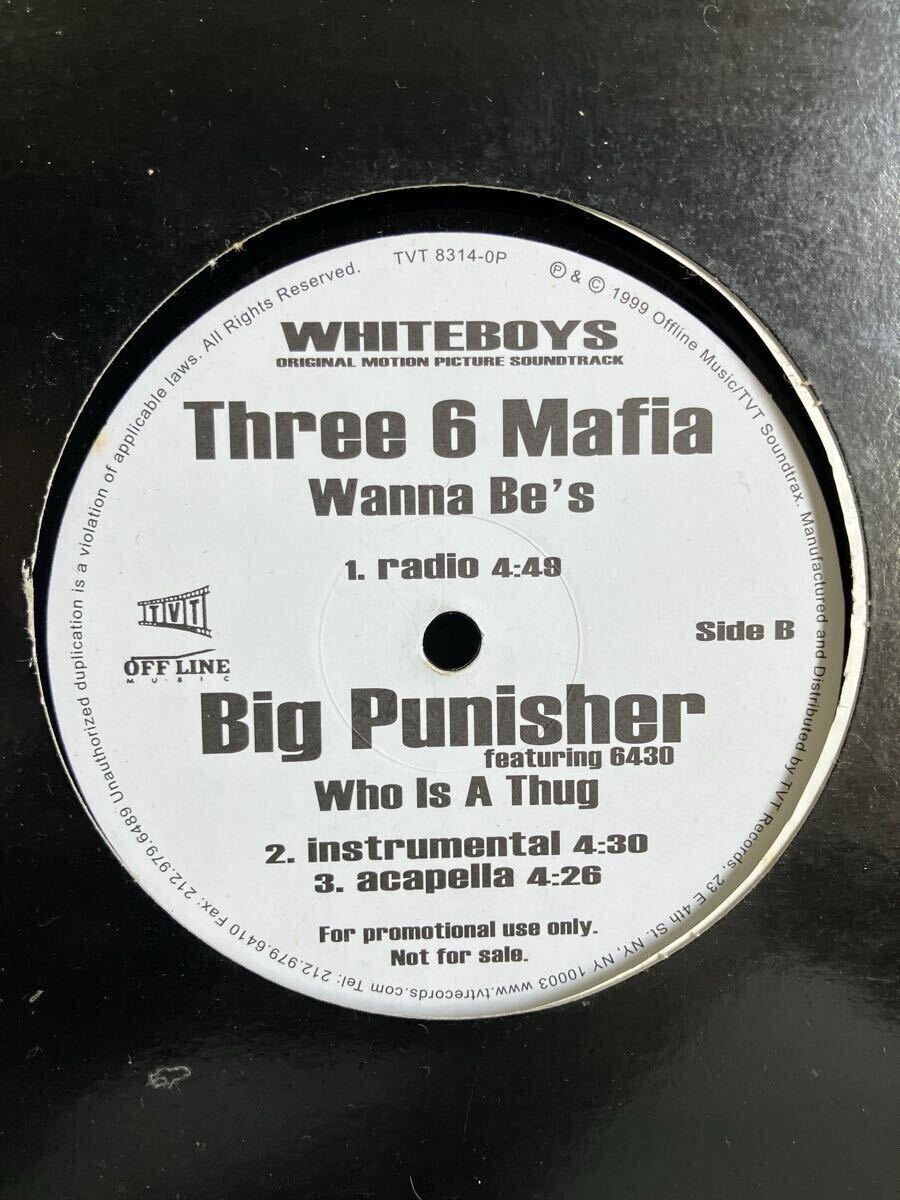 TVT 8314-0P
℗ & © 1999 Offline Music/TVT Soundtrax. Manufactured and Distributed by TVT Records, 23 E 4th St. NY, NY 10003 www.tvtrecords.com Tel: 212.979.6410 Fax: 212.979.6489 Unauthorized duplication is a violation of applicable laws. All Rights Reserved.
WHITEBOYS
ORIGINAL MOTION PICTURE SOUNDTRACK
Three 6 Mafia
Wanna Be's
1. radio 4:49
TVT
OFF LINE
MUSIC
Side B
Big Punisher
featuring 6430
Who Is A Thug
2. instrumental 4:30
3. acapella 4:26
For promotional use only.
Not for sale.